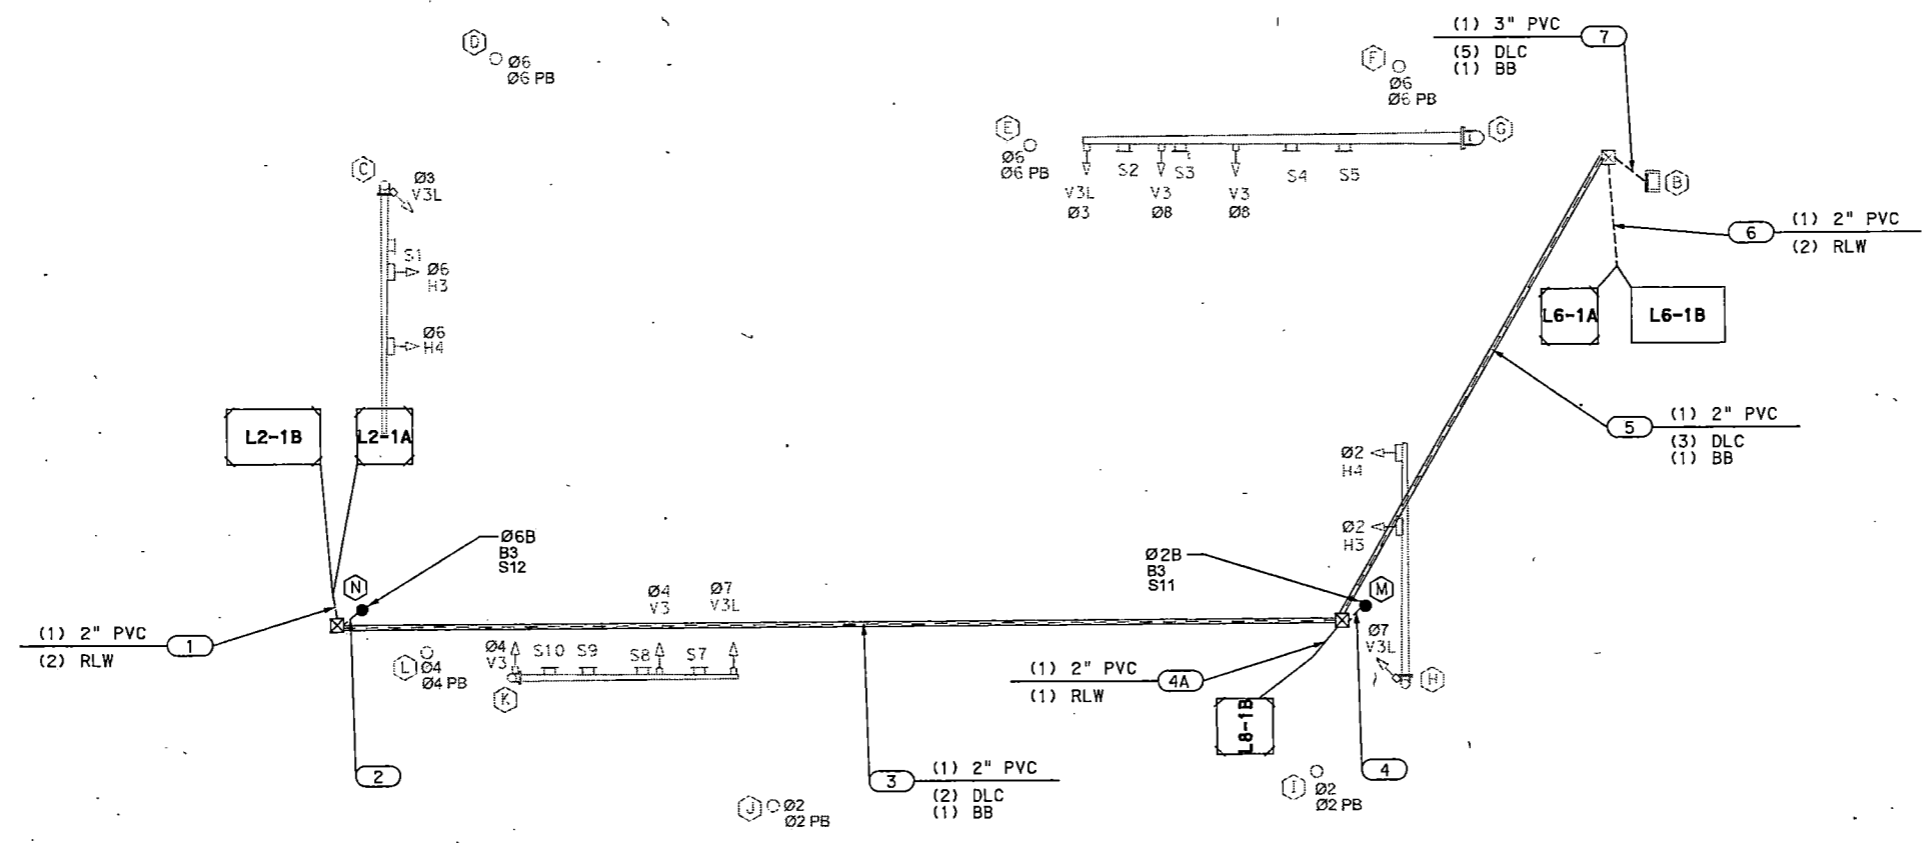 (1) 3" PVC
7
(5) DLC
(1) BB
D
Ø6
Ø6 PB
F
Ø6
Ø6 PB
E
Ø6
Ø6 PB
G
S2
S3
S4
S5
V3L
Ø3
V3
Ø8
V3
Ø8
B
C
Ø3
V3L
S1
Ø6
H3
Ø6
H4
6
(1) 2" PVC
(2) RLW
L6-1A
L6-1B
L2-1B
L2-1A
5
(1) 2" PVC
(3) DLC
(1) BB
Ø2
H4
Ø2
H3
N
Ø6B
B3
S12
Ø2B
B3
S11
M
Ø4
V3
Ø7
V3L
(1) 2" PVC
1
(2) RLW
L
Ø4
Ø4 PB
Ø4
V3
S10
S9
S8
S7
K
Ø7
V3L
H
(1) 2" PVC
4A
(1) RLW
L8-1B
2
3
(1) 2" PVC
(2) DLC
(1) BB
4
J
Ø2
Ø2 PB
I
Ø2
Ø2 PB